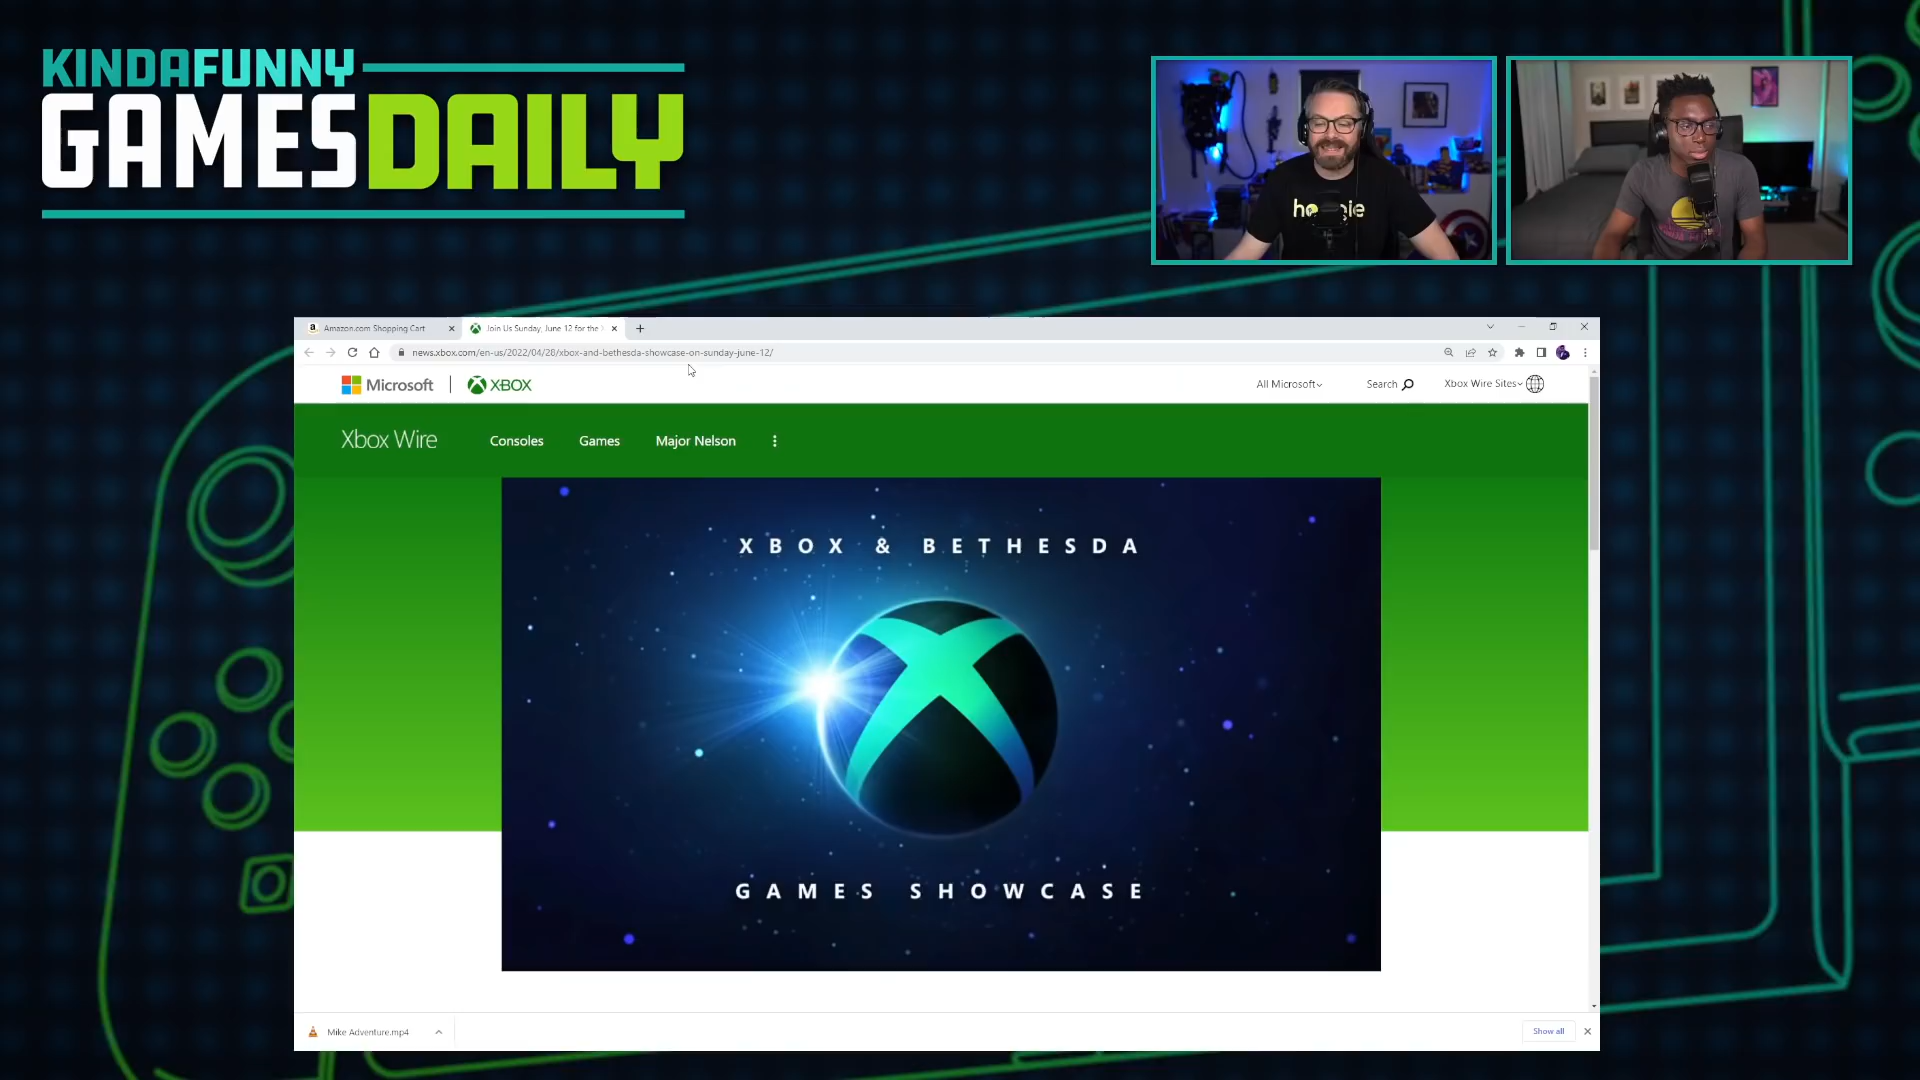 KINDAFUNNY
GAMESDAILY
Amazon.com Shopping Cart
Join Us Sunday, June 12 for the
news.xbox.com/en-us/2022/04/28/xbox-and-bethesda-showcase-on-sunday-june-12/
Microsoft
XBOX
All Microsoft
Search
Xbox Wire Sites
Xbox Wire
Consoles
Games
Major Nelson
XBOX & BETHESDA
GAMES SHOWCASE
Mike Adventure.mp4
Show all